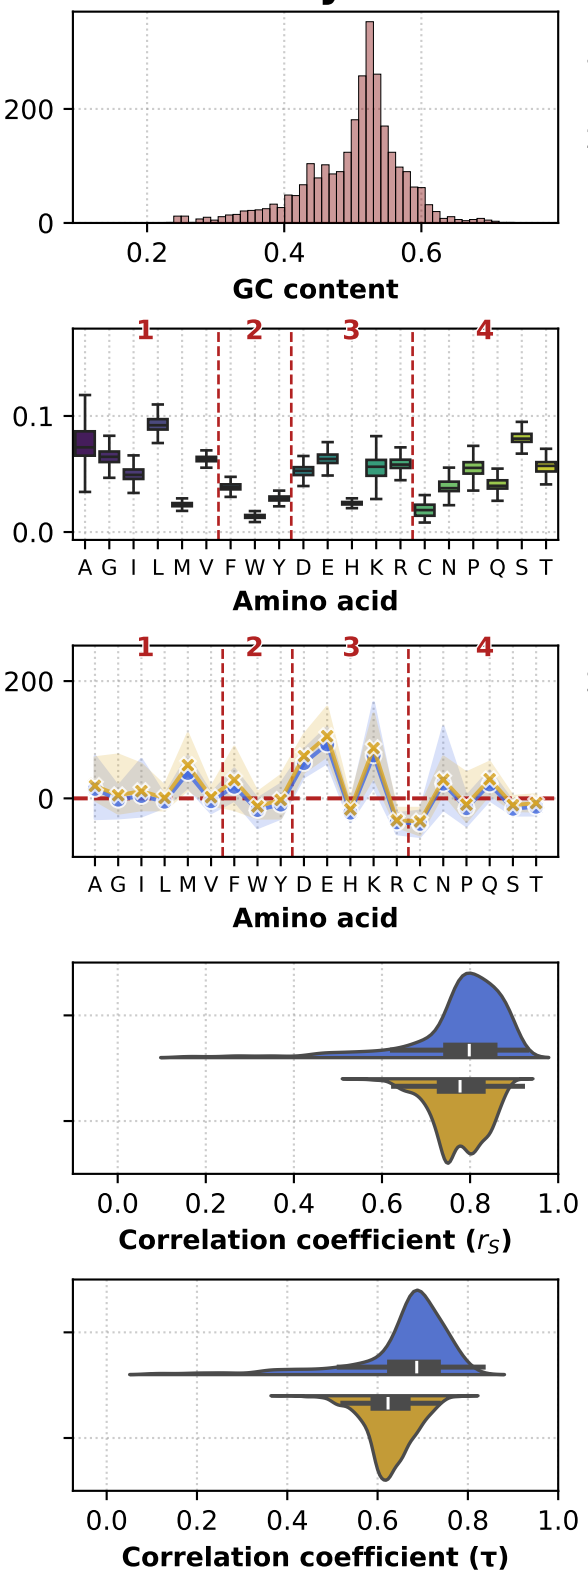 200
0
0.2 0.4 0.6
GC content
1 2 3 4
0.1
0.0
A G I L M V F W Y D E H K R C N P Q S T
Amino acid
1 2 3 4
200
0
A G I L M V F W Y D E H K R C N P Q S T
Amino acid
0.0 0.2 0.4 0.6 0.8 1.0
Correlation coefficient (r_S)
0.0 0.2 0.4 0.6 0.8 1.0
Correlation coefficient (τ)